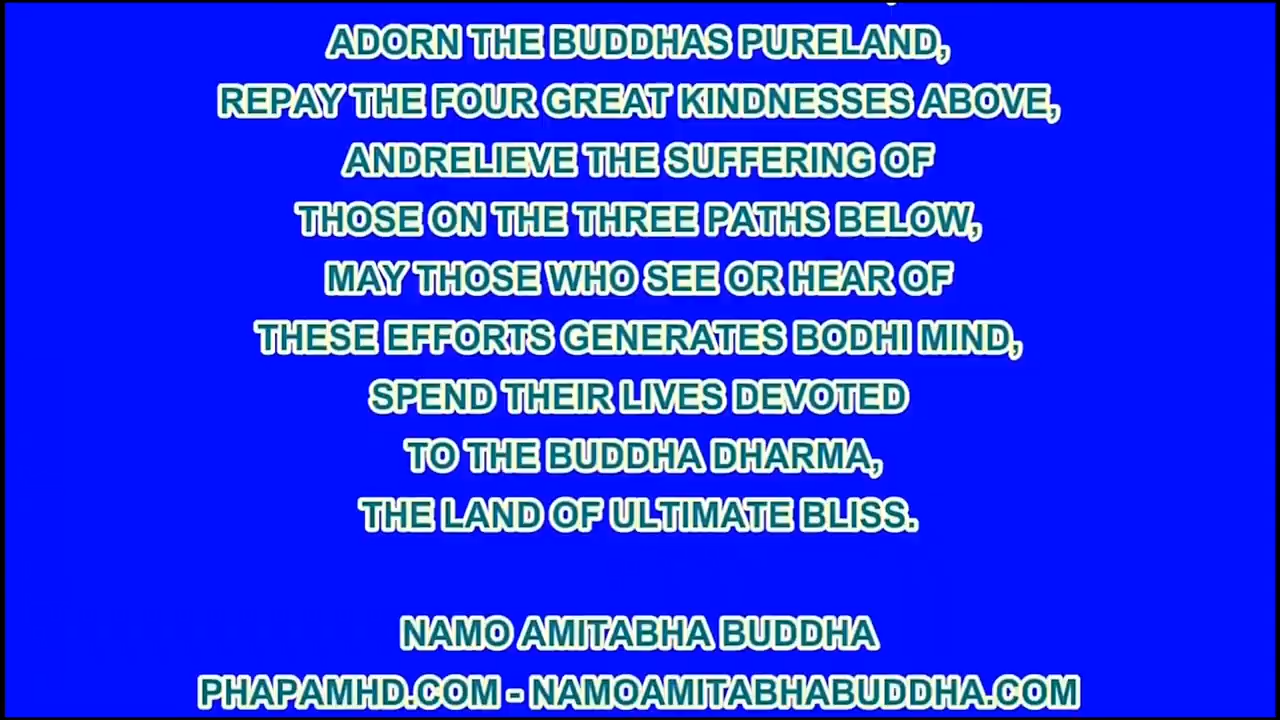 ADORN THE BUDDHAS PURELAND,
REPAY THE FOUR GREAT KINDNESSES ABOVE,
ANDRELIEVE THE SUFFERING OF
THOSE ON THE THREE PATHS BELOW,
MAY THOSE WHO SEE OR HEAR OF
THESE EFFORTS GENERATES BODHI MIND,
SPEND THEIR LIVES DEVOTED
TO THE BUDDHA DHARMA,
THE LAND OF ULTIMATE BLISS.
NAMO AMITABHA BUDDHA
PHAPAMHD.COM - NAMOAMITABHABUDDHA.COM